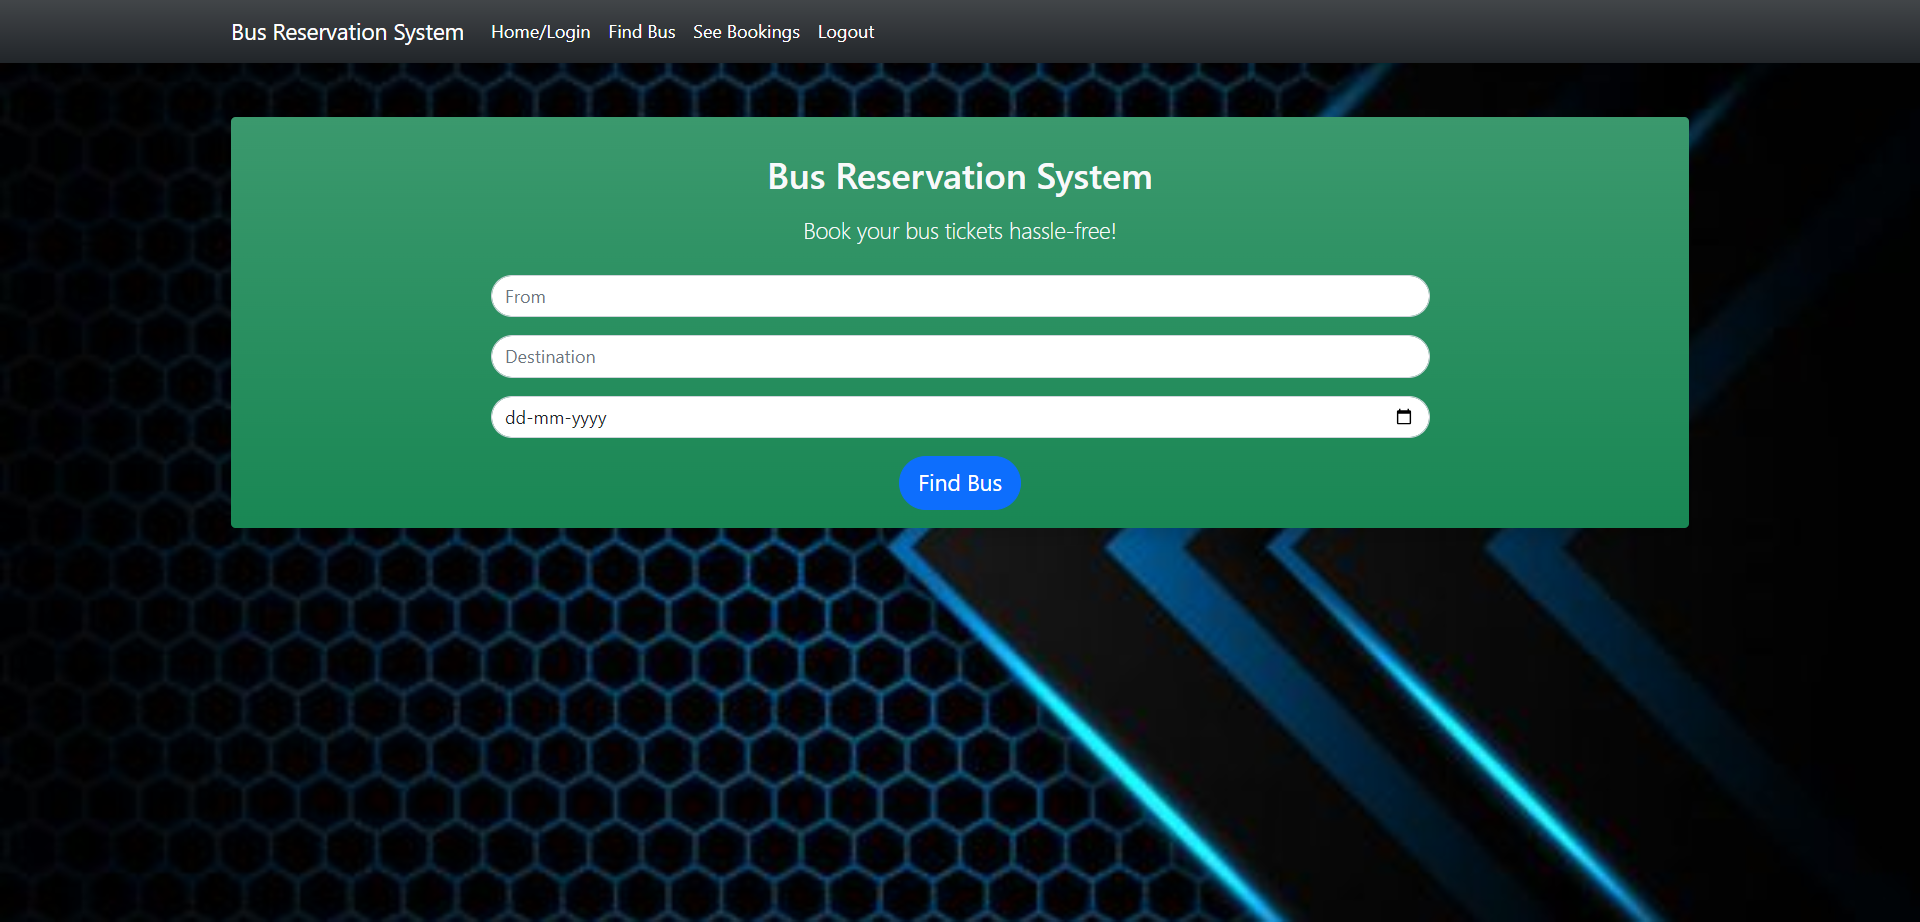 Bus Reservation System Home/Login Find Bus See Bookings Logout
Bus Reservation System
Book your bus tickets hassle-free!
From
Destination
dd-mm-yyyy
Find Bus